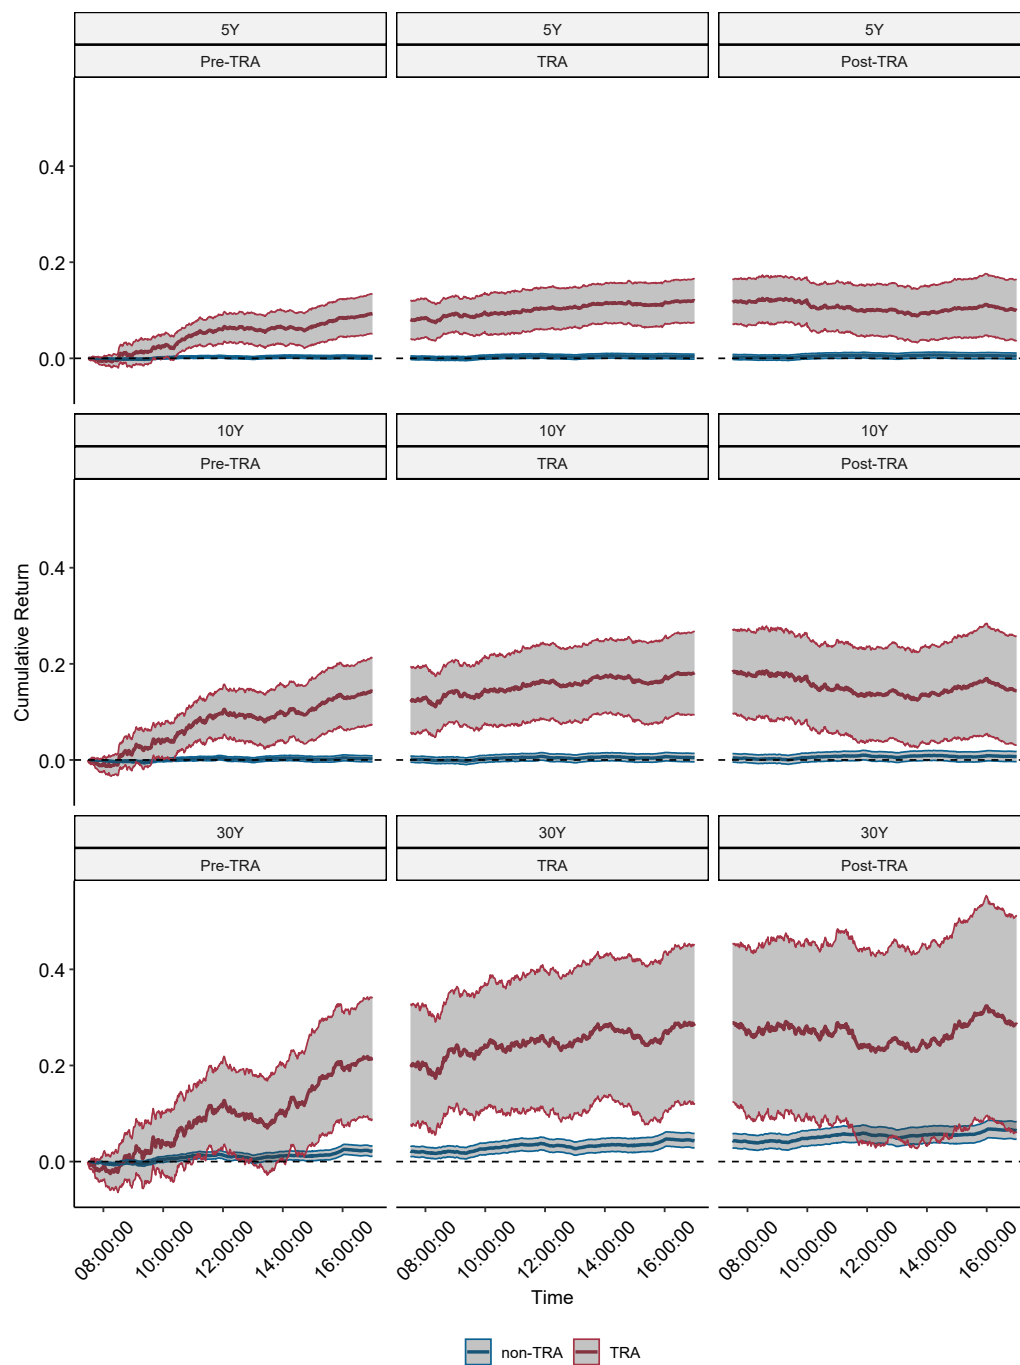 5Y 5Y 5Y
Pre-TRA TRA Post-TRA
0.4
0.2
0.0
10Y 10Y 10Y
Pre-TRA TRA Post-TRA
0.4
0.2
0.0
Cumulative Return
30Y 30Y 30Y
Pre-TRA TRA Post-TRA
0.4
0.2
0.0
08:00:00 10:00:00 12:00:00 14:00:00 16:00:00 08:00:00 10:00:00 12:00:00 14:00:00 16:00:00 08:00:00 10:00:00 12:00:00 14:00:00 16:00:00
Time
non-TRA TRA